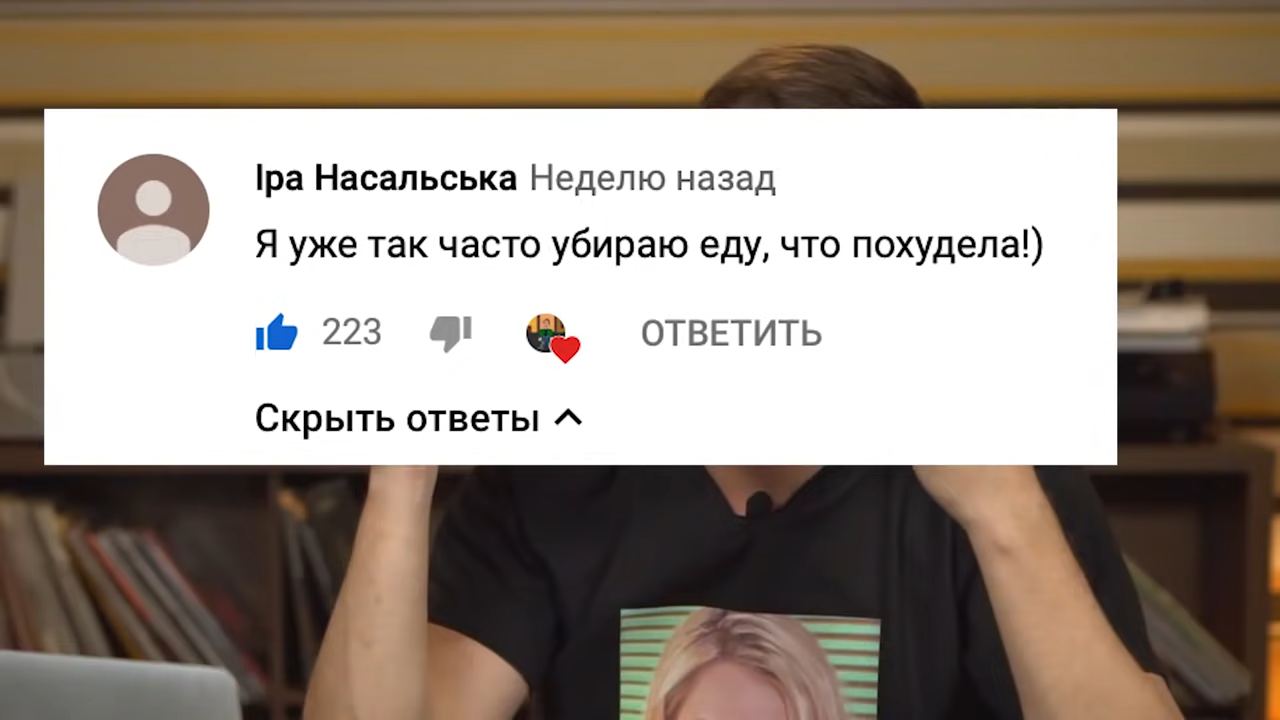 Іра Насальська Неделю назад
Я уже так часто убираю еду, что похудела!)
223
ОТВЕТИТЬ
Скрыть ответы